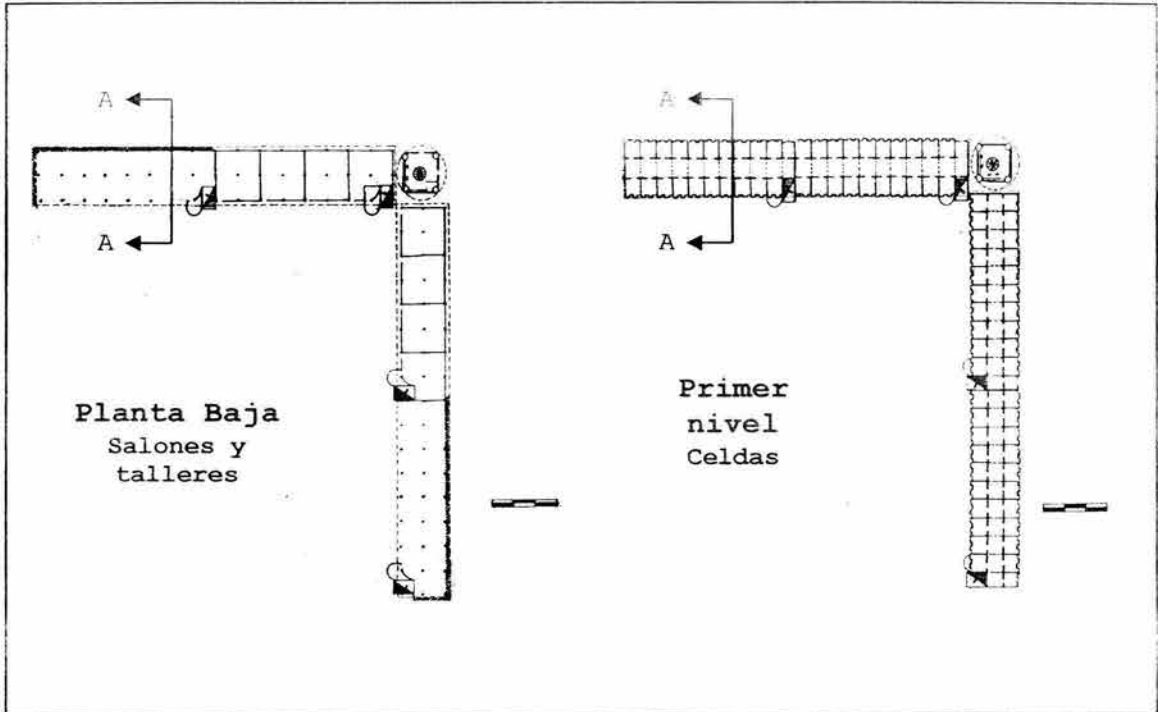 A
A
Planta Baja
Salones y
talleres
A
A
Primer
nivel
Celdas